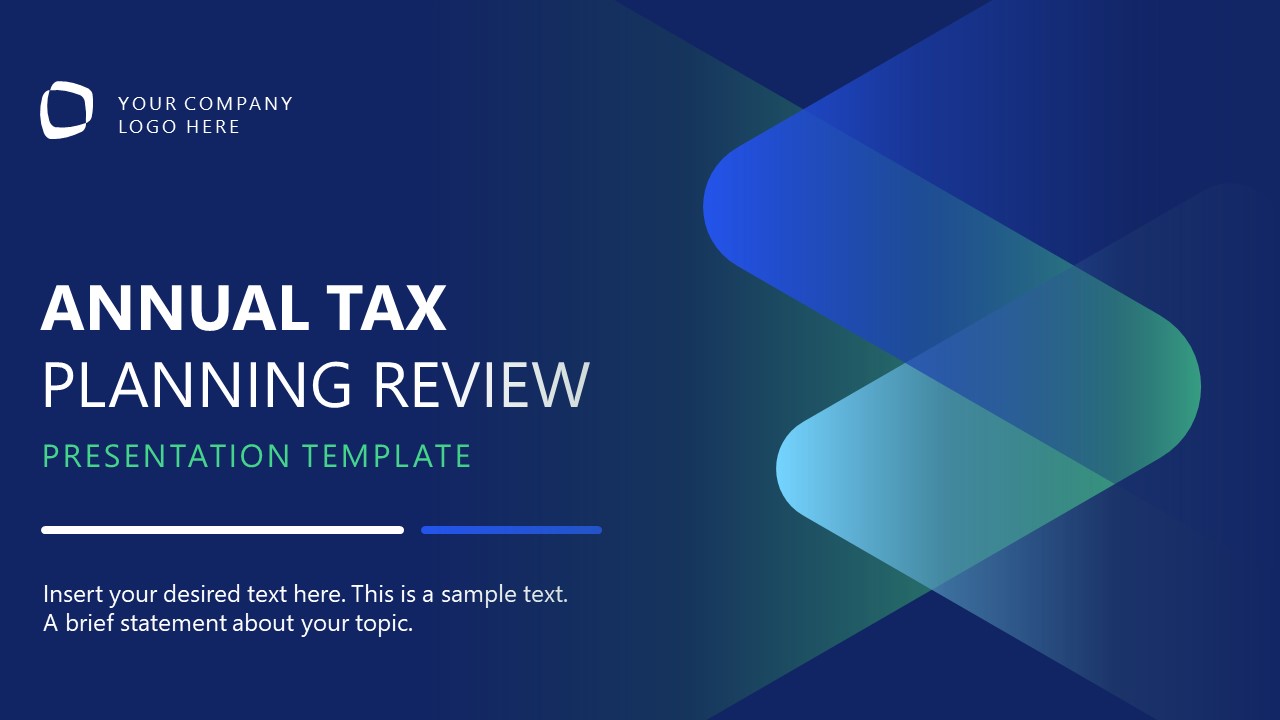 YOUR COMPANY
LOGO HERE
ANNUAL TAX
PLANNING REVIEW
PRESENTATION TEMPLATE
Insert your desired text here. This is a sample text.
A brief statement about your topic.